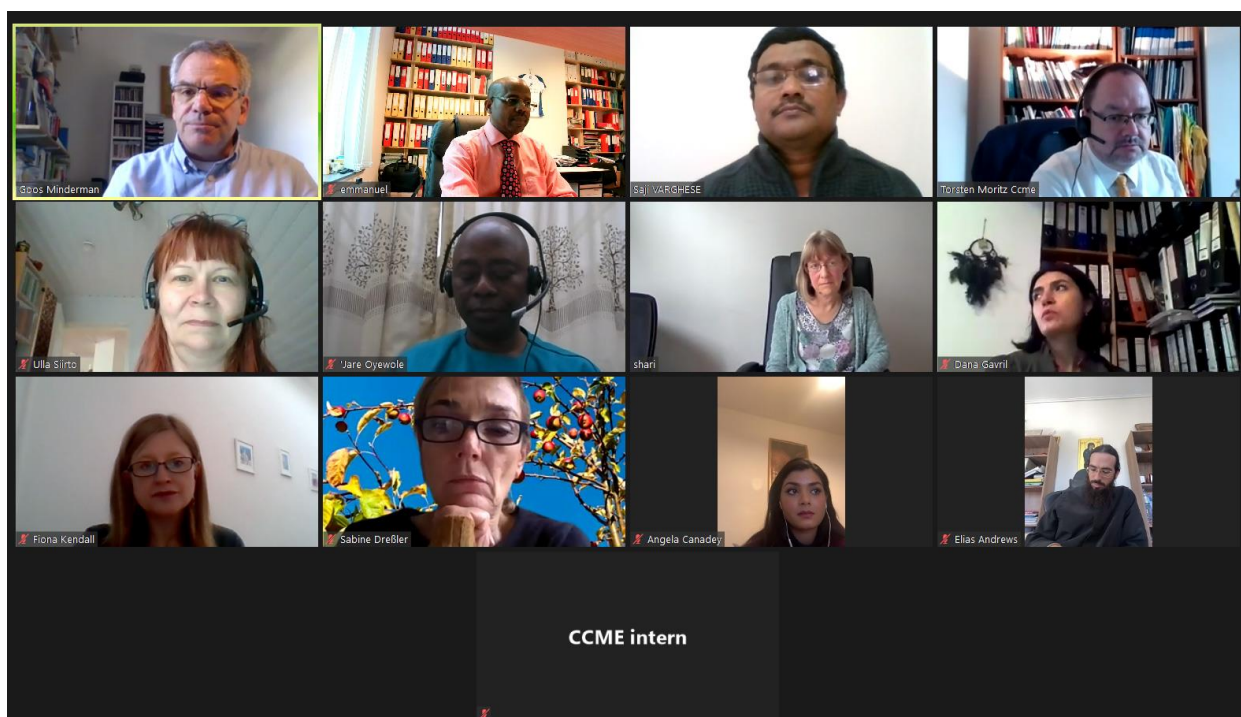 Goos Minderman
emmanuel
Saji VARGHESE
Torsten Moritz Ccme
Ulla Siirto
'Jare Oyewole
shari
Dana Gavril
Fiona Kendall
Sabine Dreßler
Angela Canadey
Elias Andrews
CCME intern